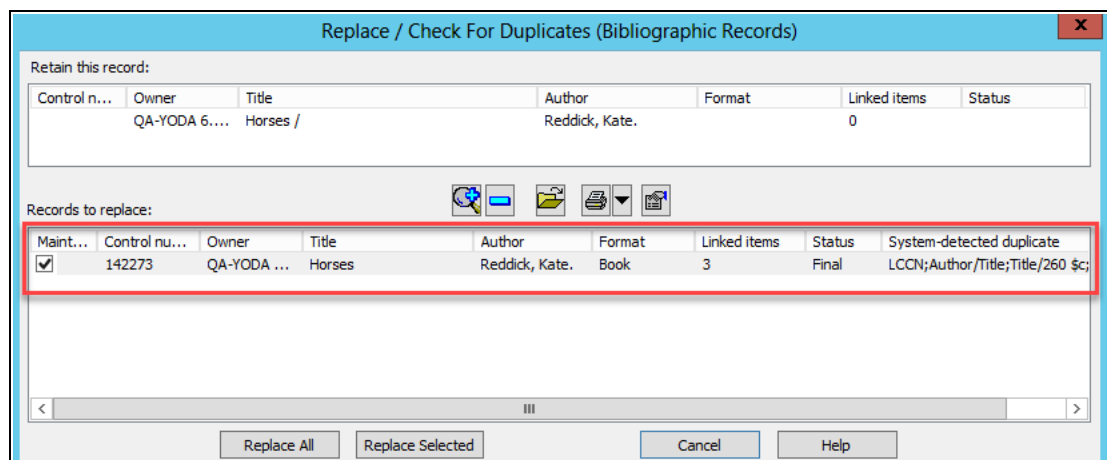 Replace / Check For Duplicates (Bibliographic Records)
x
Retain this record:
Control n... Owner Title Author Format Linked items Status
QA-YODA 6.... Horses / Reddick, Kate. 0
Records to replace:
Maint... Control nu... Owner Title Author Format Linked items Status System-detected duplicate
142273 QA-YODA ... Horses Reddick, Kate. Book 3 Final LCCN;Author/Title;Title/260 $c;
Replace All Replace Selected Cancel Help